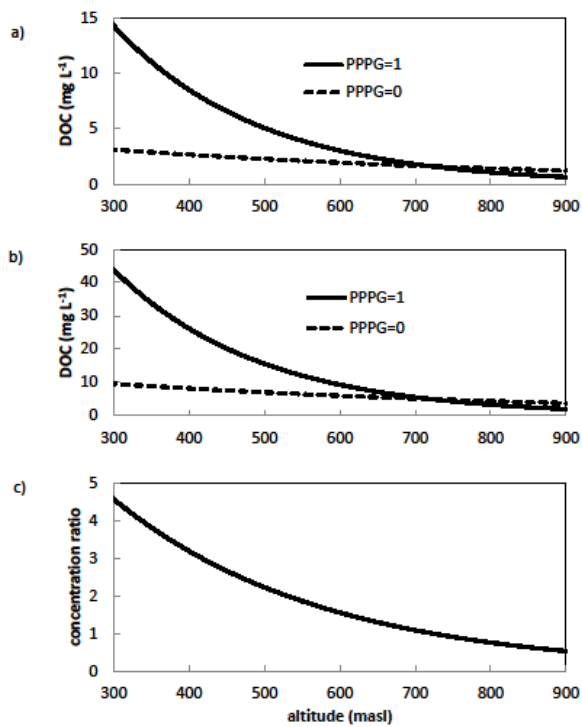 a)
15
10
5
0
DOC (mg L-1)
PPPG=1
PPPG=0
300 400 500 600 700 800 900
b)
50
40
30
20
10
0
DOC (mg L-1)
PPPG=1
PPPG=0
300 400 500 600 700 800 900
c)
5
4
3
2
1
0
concentration ratio
300 400 500 600 700 800 900
altitude (masl)